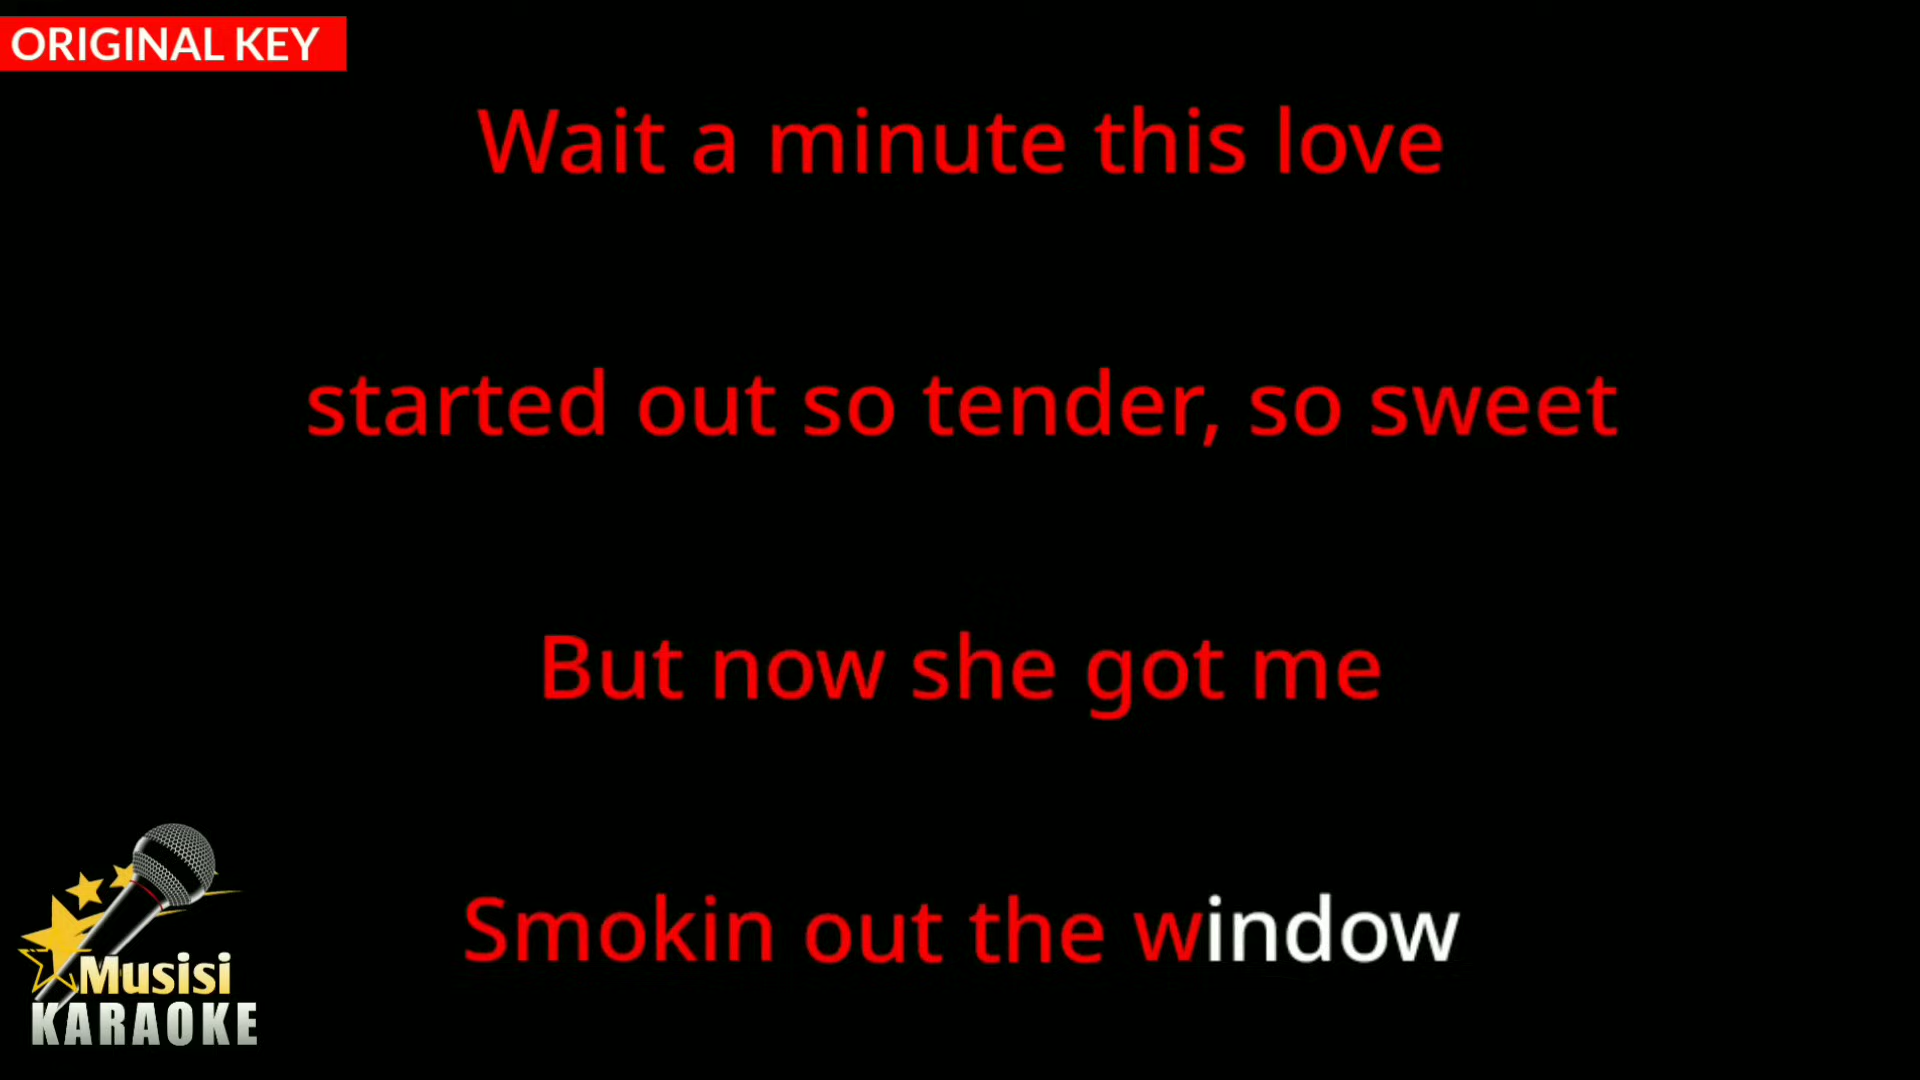 ORIGINAL KEY
Wait a minute this love
started out so tender, so sweet
But now she got me
Smokin out the window
Musisi
KARAOKE